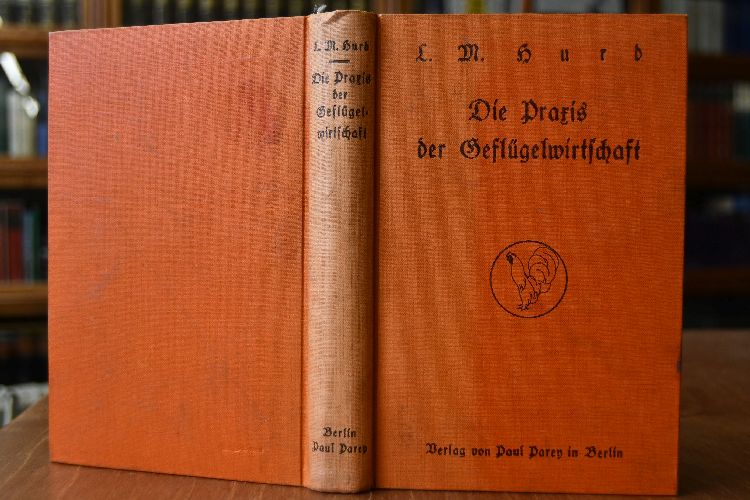 L. M. Hurd
Die Praxis
der
Geflügel-
wirtschaft
Berlin
Paul Parey
L. M. Hurd
Die Praxis
der Geflügelwirtschaft
Verlag von Paul Parey in Berlin